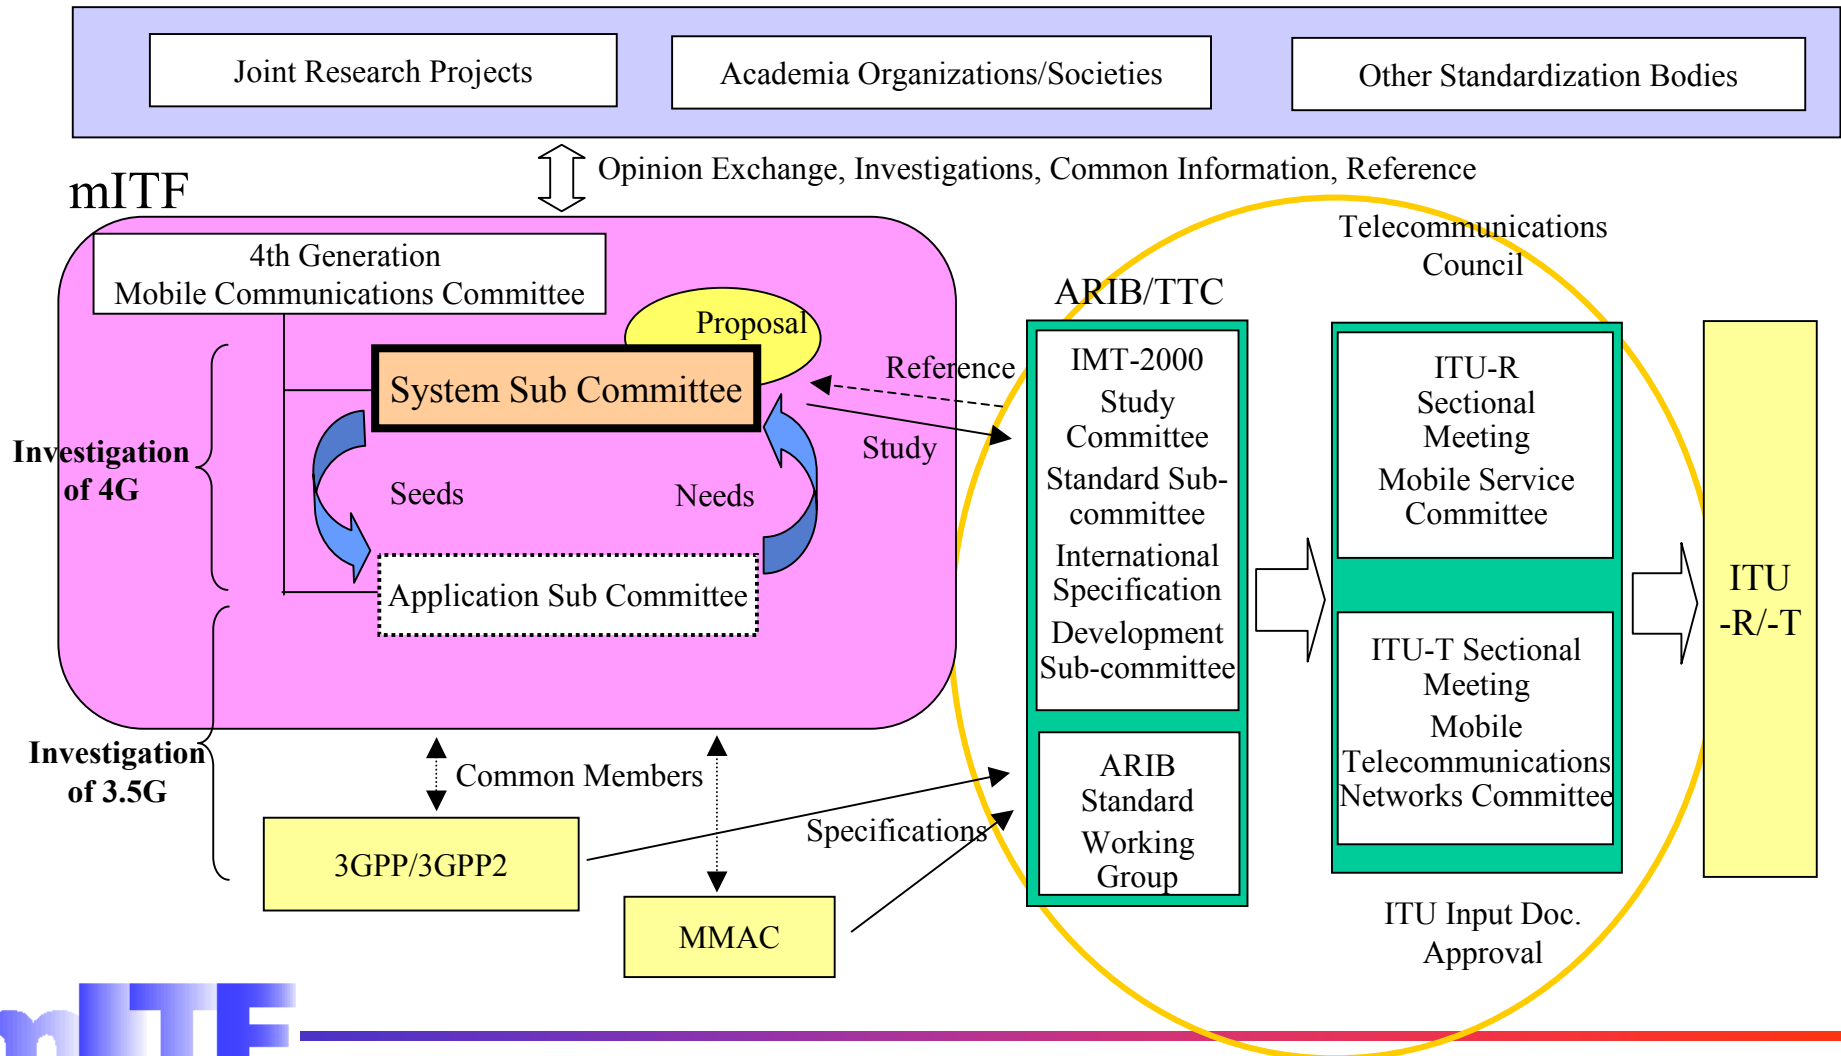 Joint Research Projects
Academia Organizations/Societies
Other Standardization Bodies
Opinion Exchange, Investigations, Common Information, Reference
mITF
4th Generation
Mobile Communications Committee
Proposal
System Sub Committee
Seeds
Needs
Application Sub Committee
Investigation
of 4G
Investigation
of 3.5G
Reference
Study
Common Members
3GPP/3GPP2
MMAC
Specifications
Telecommunications
Council
ARIB/TTC
IMT-2000
Study
Committee
Standard Sub-
committee
International
Specification
Development
Sub-committee
ARIB
Standard
Working
Group
ITU-R
Sectional
Meeting
Mobile Service
Committee
ITU-T Sectional
Meeting
Mobile
Telecommunications
Networks Committee
ITU Input Doc.
Approval
ITU
-R/-T
mITF